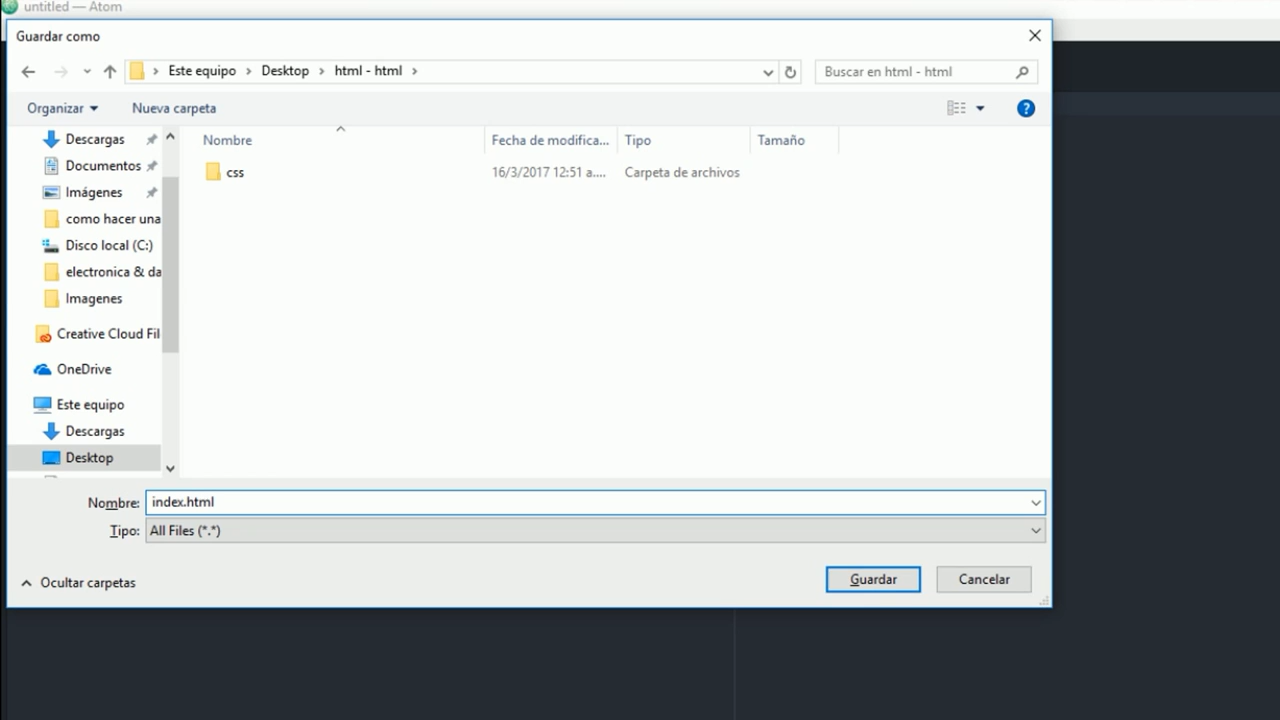 untitled — Atom
Guardar como
Este equipo Desktop html - html
Buscar en html - html
Organizar Nueva carpeta
Nombre Fecha de modifica... Tipo Tamaño
css 16/3/2017 12:51 a.... Carpeta de archivos
Descargas
Documentos
Imágenes
como hacer una
Disco local (C:)
electronica & da
Imagenes
Creative Cloud Fil
OneDrive
Este equipo
Descargas
Desktop
Nombre: index.html
Tipo: All Files (*.*)
Ocultar carpetas
Guardar Cancelar